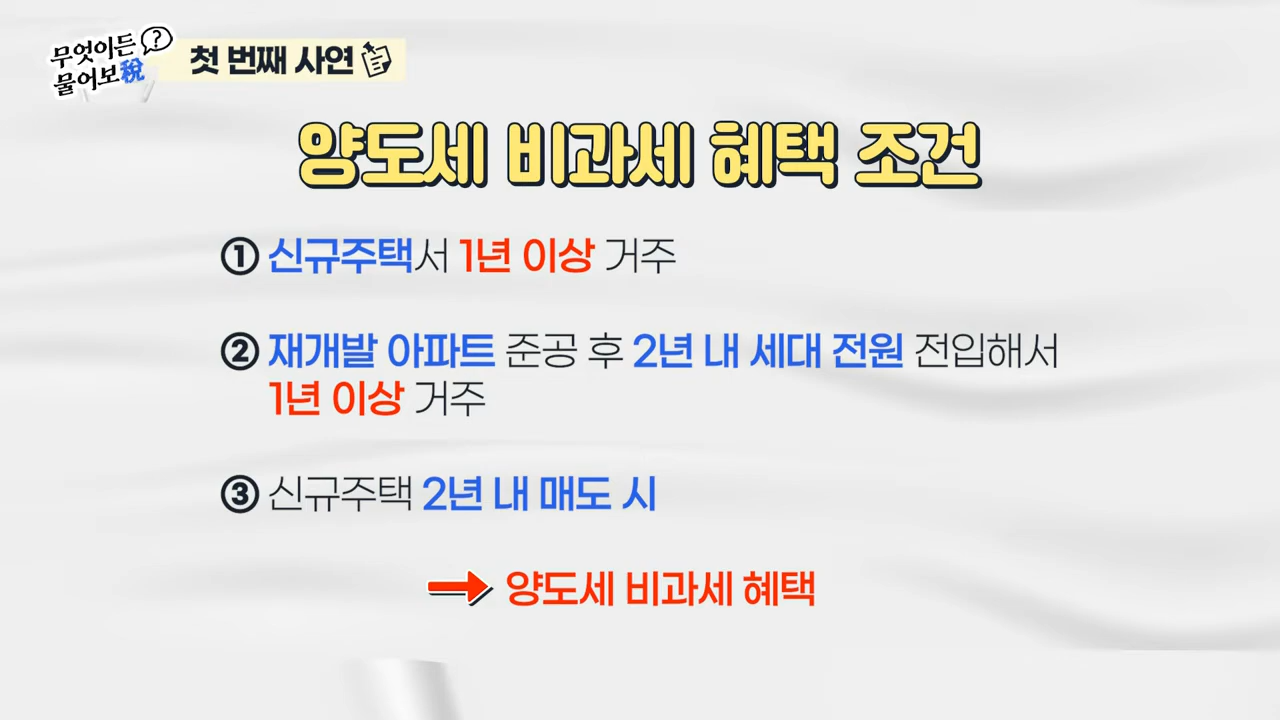 무엇이든
물어보稅
?
첫 번째 사연
양도세 비과세 혜택 조건
① 신규주택서 1년 이상 거주
② 재개발 아파트 준공 후 2년 내 세대 전원 전입해서
1년 이상 거주
③ 신규주택 2년 내 매도 시
→ 양도세 비과세 혜택